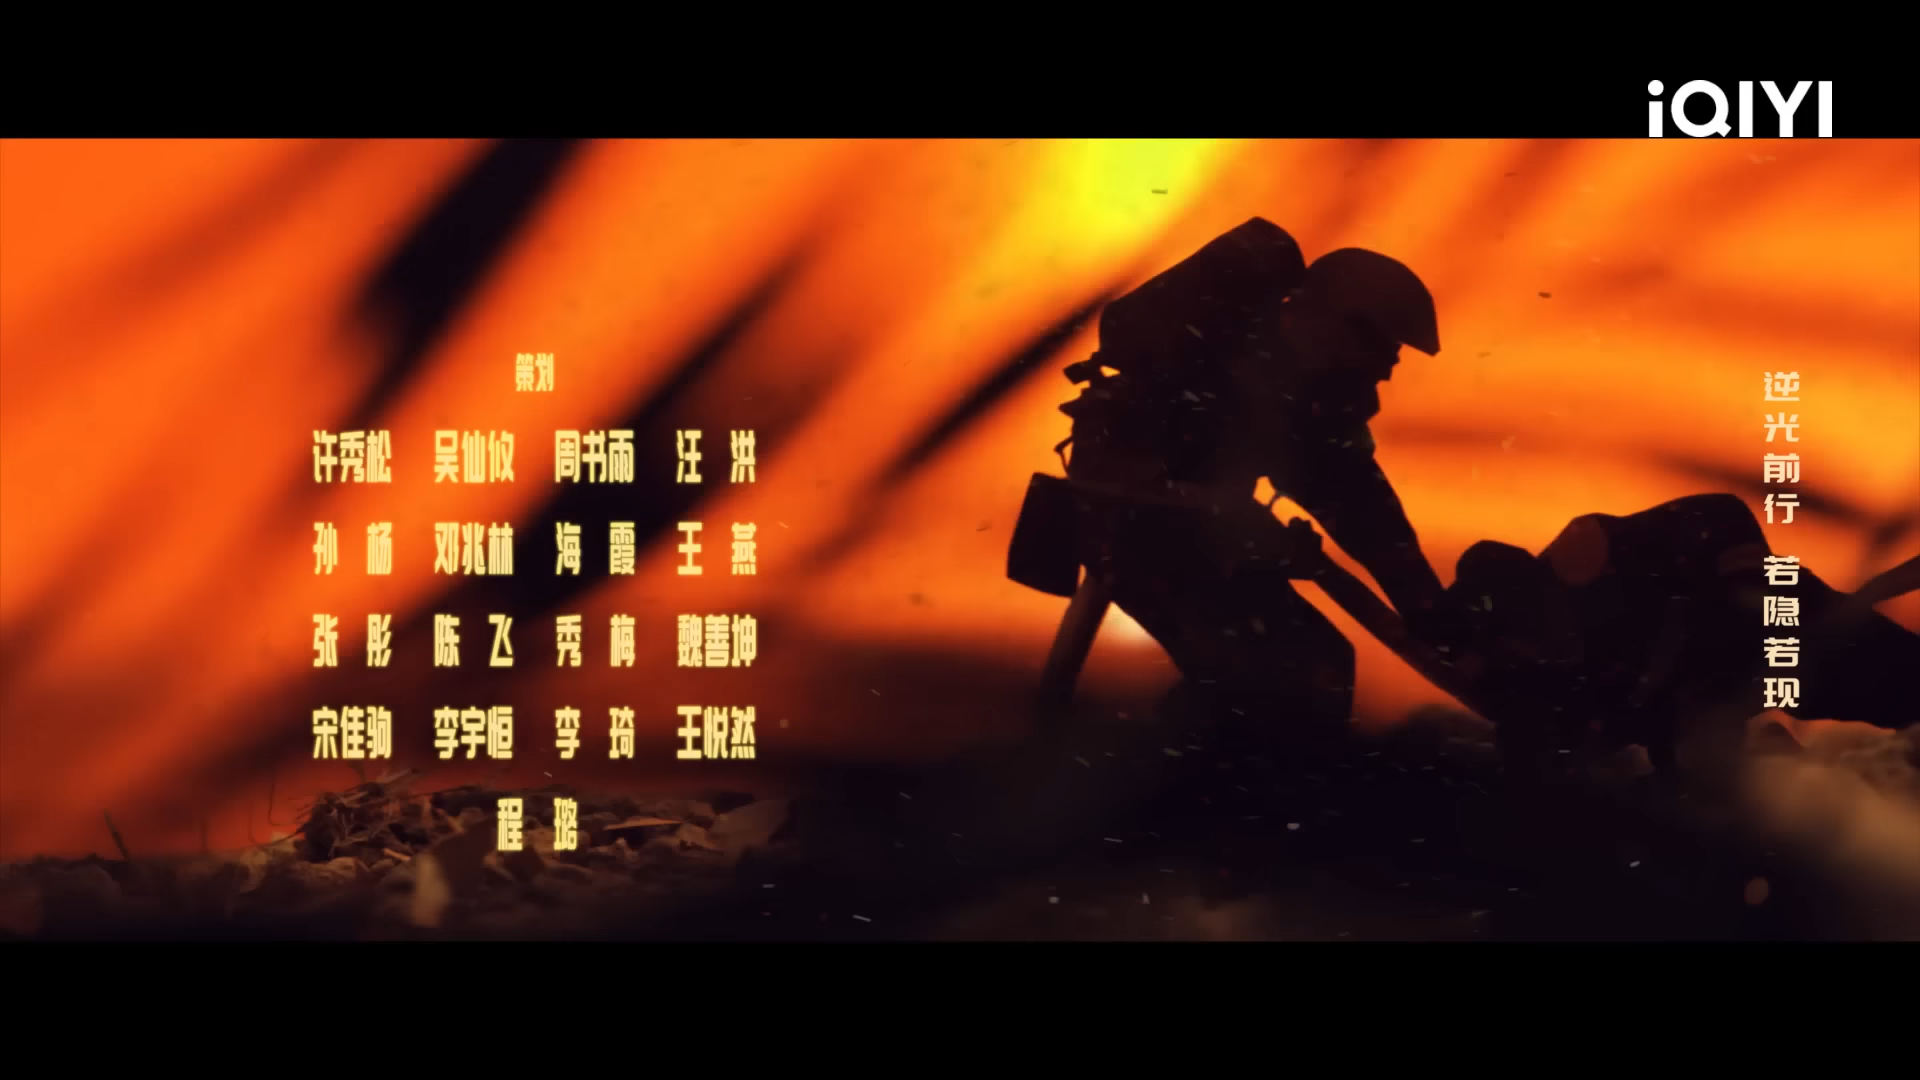 iQIYI
策划
许秀松 吴仙攸 周书雨 汪 洪
孙 杨 邓兆林 海 霞 王 燕
张 彤 陈 飞 秀 梅 魏善坤
宋佳驹 李宇恒 李 琦 王悦然
程 璐
逆光前行 若隐若现